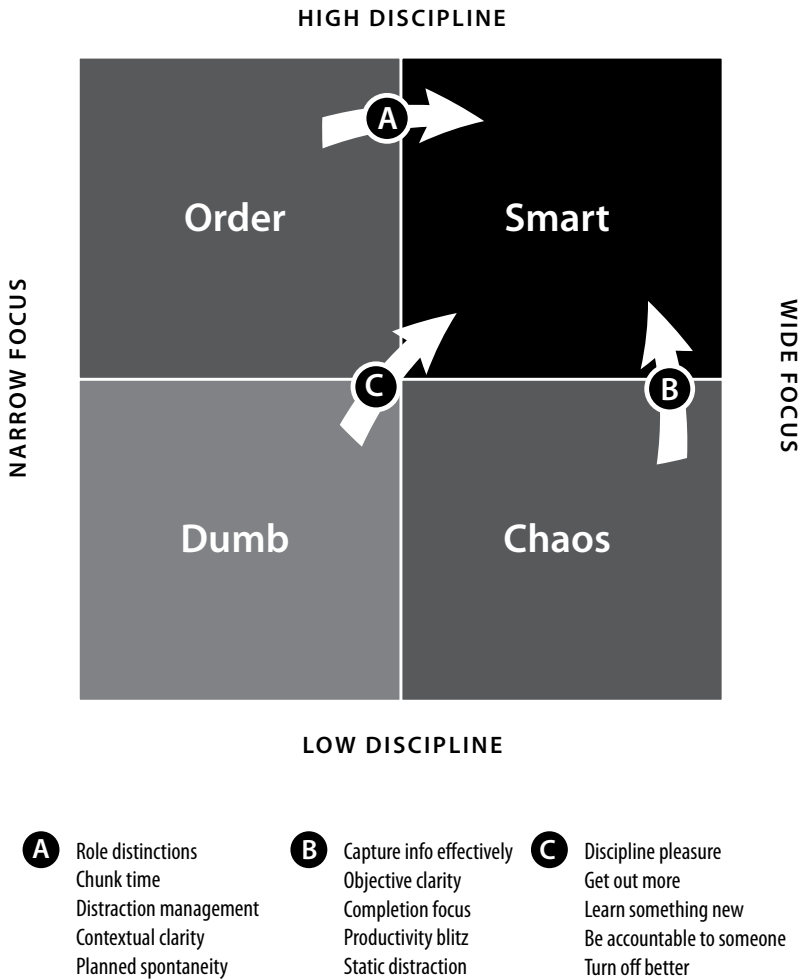 HIGH DISCIPLINE
A
Order
Smart
NARROW FOCUS
WIDE FOCUS
C
B
Dumb
Chaos
LOW DISCIPLINE
A
Role distinctions
Chunk time
Distraction management
Contextual clarity
Planned spontaneity
B
Capture info effectively
Objective clarity
Completion focus
Productivity blitz
Static distraction
C
Discipline pleasure
Get out more
Learn something new
Be accountable to someone
Turn off better